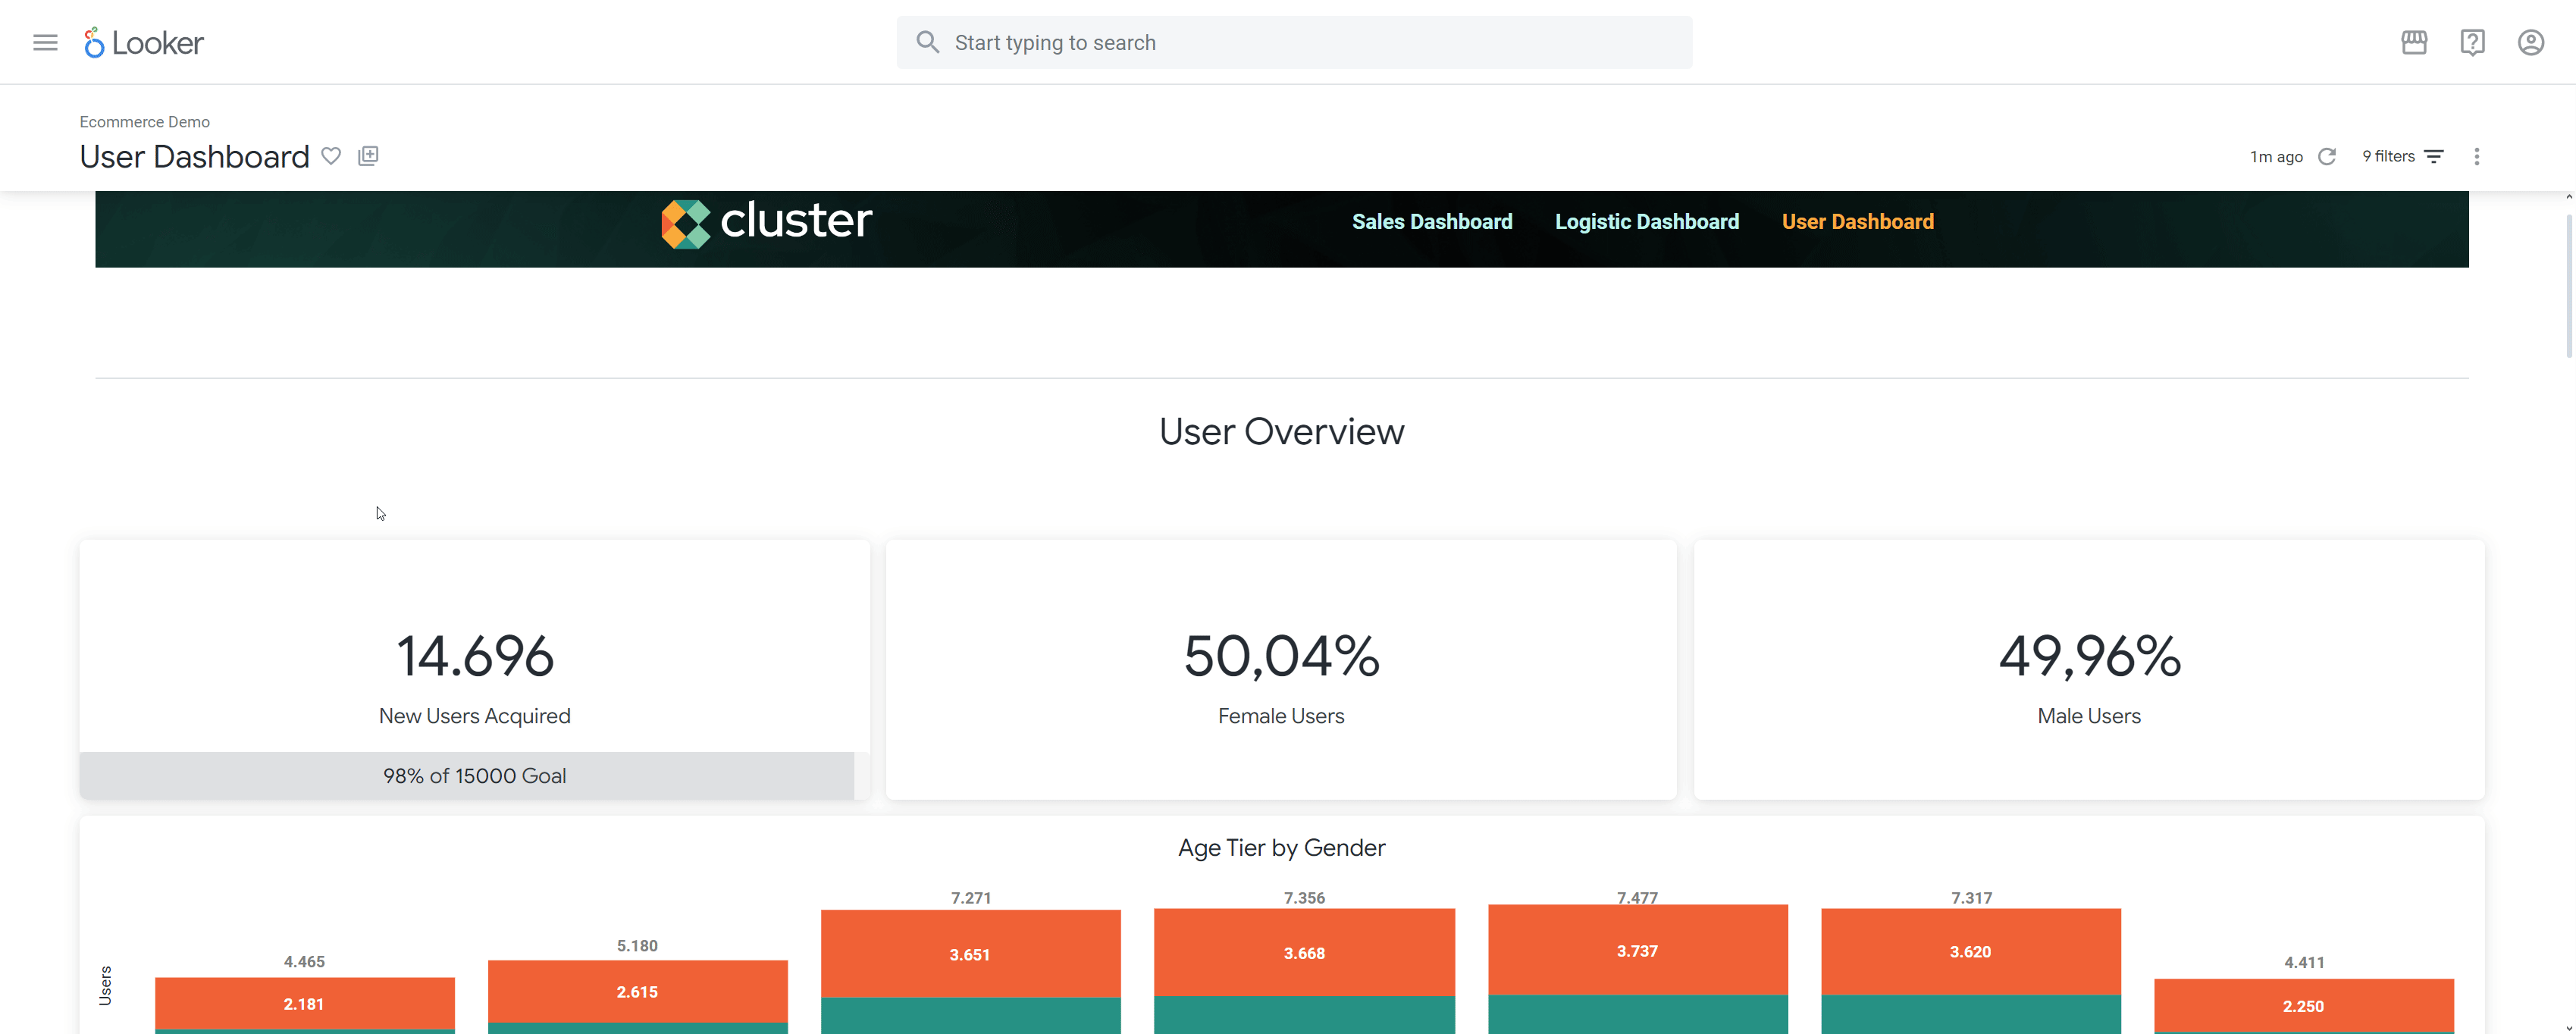 Looker
Start typing to search
Ecommerce Demo
User Dashboard
1m ago
9 filters
cluster
Sales Dashboard Logistic Dashboard User Dashboard
User Overview
14.696
New Users Acquired
98% of 15000 Goal
50,04%
Female Users
49,96%
Male Users
Age Tier by Gender
Users
4.465 5.180 7.271 7.356 7.477 7.317 4.411
2.181 2.615 3.651 3.668 3.737 3.620 2.250